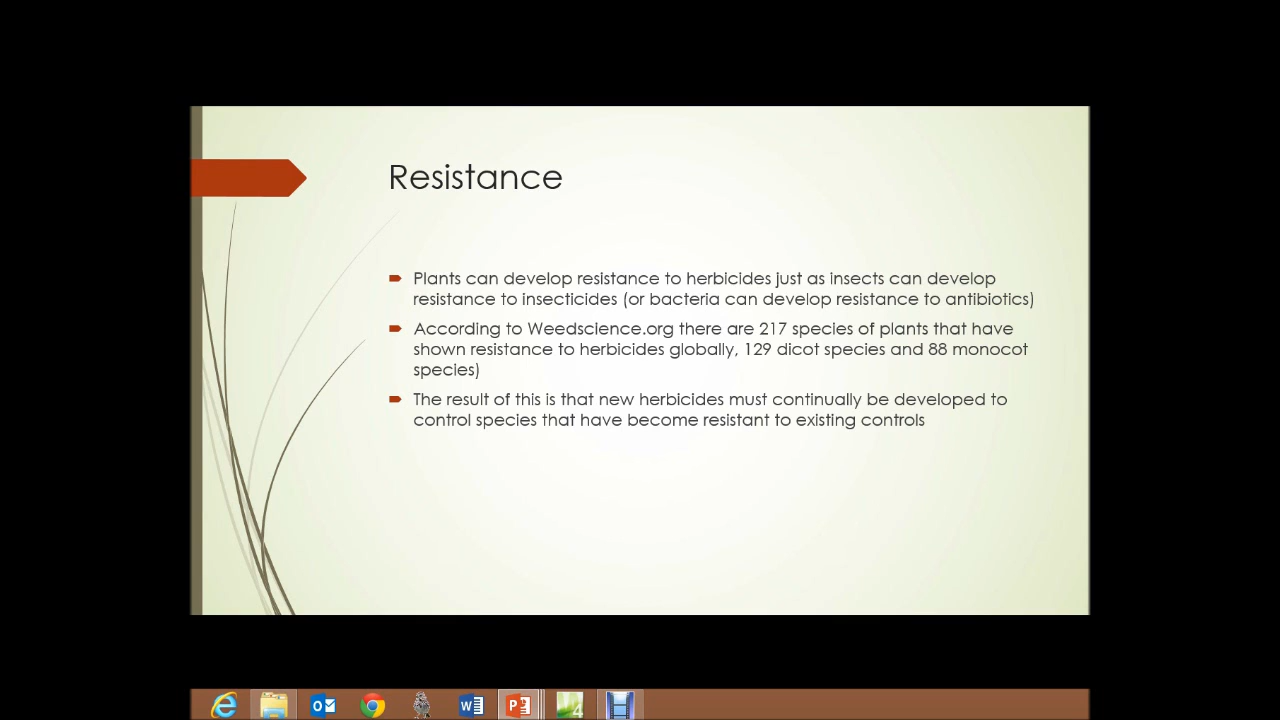 Resistance
Plants can develop resistance to herbicides just as insects can develop
resistance to insecticides (or bacteria can develop resistance to antibiotics)
According to Weedscience.org there are 217 species of plants that have
shown resistance to herbicides globally, 129 dicot species and 88 monocot
species)
The result of this is that new herbicides must continually be developed to
control species that have become resistant to existing controls